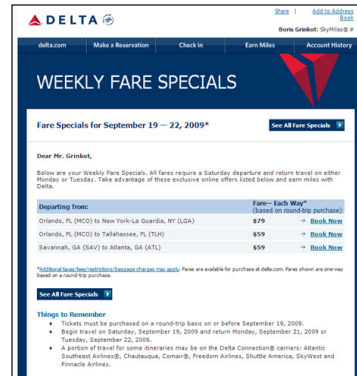 Share | Add to Address Book
DELTA
Boris Grinkot: SkyMiles® #
delta.com Make a Reservation Check in Earn Miles Account History
WEEKLY FARE SPECIALS
Fare Specials for September 19 — 22, 2009* See All Fare Specials
Dear Mr. Grinkot,
Below are your Weekly Fare Specials. All fares require a Saturday departure and return travel on either
Monday or Tuesday. Take advantage of these exclusive online offers listed below and earn miles with
Delta.
Departing from: Fare— Each Way*
(based on round-trip purchase)
Orlando, FL (MCO) to New York-La Guardia, NY (LGA) $79 → Book Now
Orlando, FL (MCO) to Tallahassee, FL (TLH) $59 → Book Now
Savannah, GA (SAV) to Atlanta, GA (ATL) $59 → Book Now
*Additional taxes/fees/restrictions/baggage charges may apply. Fares are available for purchase at delta.com. Fares shown are one-way
based on a round-trip purchase.
See All Fare Specials
Things to Remember
• Tickets must be purchased on a round-trip basis on or before September 19, 2009.
• Begin travel on Saturday, September 19, 2009 and return Monday, September 21, 2009 or
Tuesday, September 22, 2009.
• A portion of travel for some itineraries may be on the Delta Connection® carriers: Atlantic
Southeast Airlines®, Chautauqua, Comair®, Freedom Airlines, Shuttle America, SkyWest and
Pinnacle Airlines.